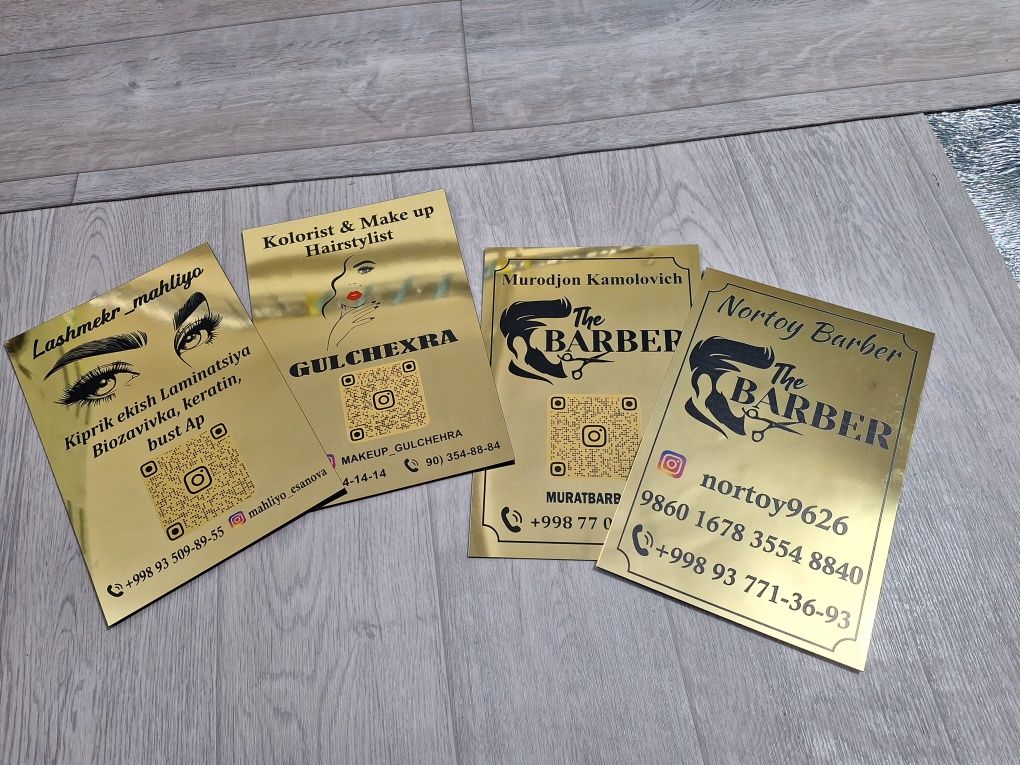 Lashmekr_mahliyo
Kiprik ekish Laminatsiya
Biozavivka, keratin,
bust Ap
mahliyo_esanova
+998 93 509-89-55
Kolorist & Make up
Hairstylist
GULCHEXRA
MAKEUP_GULCHEHRA
4-14-14
90) 354-88-84
Murodjon Kamolovich
The
BARBER
MURATBARB
+998 77 0
Nortoy Barber
The
BARBER
nortoy9626
9860 1678 3554 8840
+998 93 771-36-93